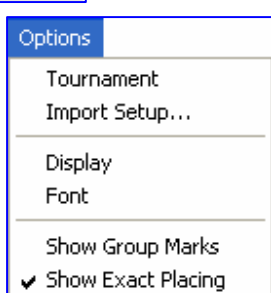 Options
Tournament
Import Setup...
Display
Font
Show Group Marks
✓ Show Exact Placing